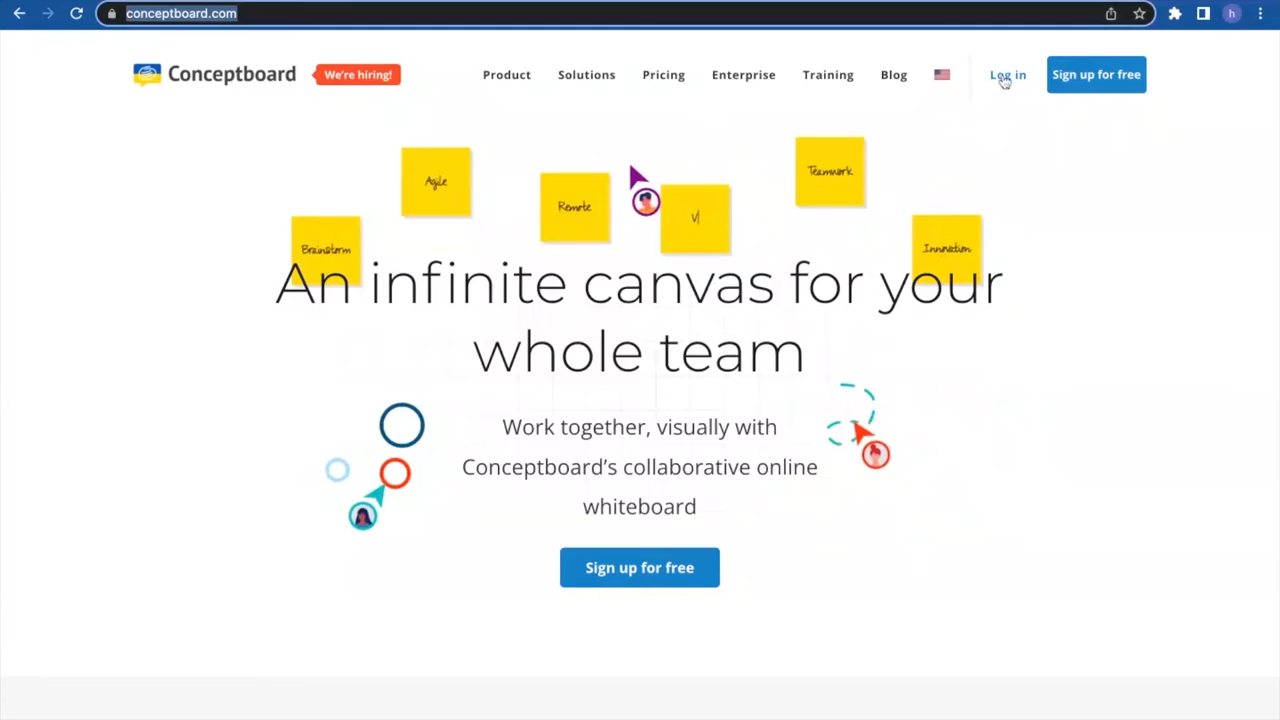 conceptboard.com
h
Conceptboard We're hiring! Product Solutions Pricing Enterprise Training Blog Log in Sign up for free
Agile
Remote
V
Teamwork
Brainstorm
Innovation
An infinite canvas for your
whole team
Work together, visually with
Conceptboard's collaborative online
whiteboard
Sign up for free